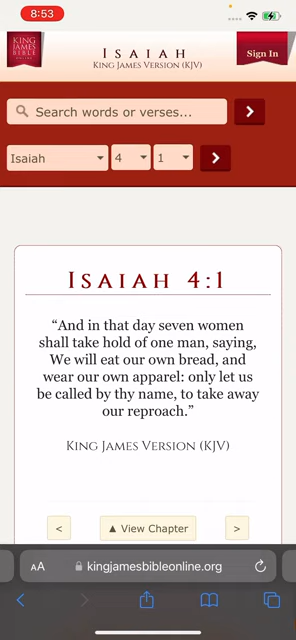 8:53
KING
JAMES
BIBLE
ONLINE
ISAIAH
KING JAMES VERSION (KJV)
Sign In
Search words or verses...
Isaiah
4
1
ISAIAH 4:1
“And in that day seven women
shall take hold of one man, saying,
We will eat our own bread, and
wear our own apparel: only let us
be called by thy name, to take away
our reproach.”
KING JAMES VERSION (KJV)
<
▲ View Chapter
>
AA
kingjamesbibleonline.org